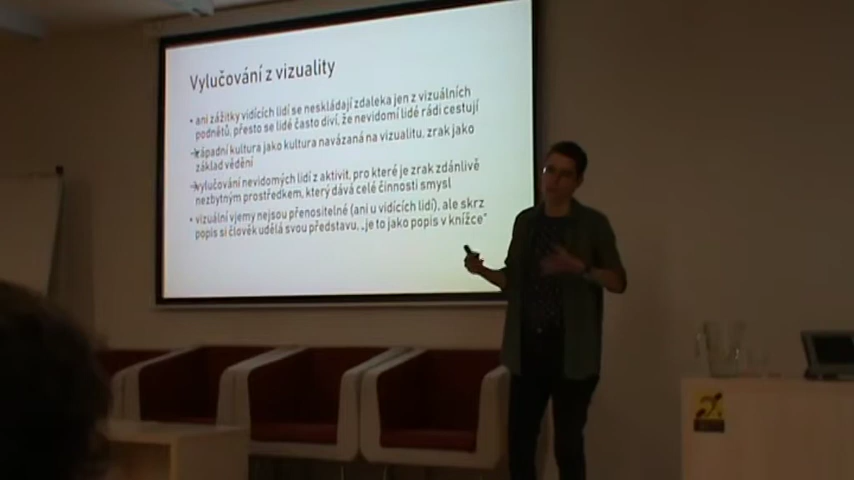 Vylučování z vizuality
• ani zážitky vidících lidí se neskládají zdaleka jen z vizuálních
podnětů, přesto se lidé často diví, že nevidomí lidé rádi cestují
→západní kultura jako kultura navázaná na vizualitu, zrak jako
základ vědění
→vylučování nevidomých lidí z aktivit, pro které je zrak zdánlivě
nezbytným prostředkem, který dává celé činnosti smysl
• vizuální vjemy nejsou přenositelné (ani u vidících lidí), ale skrz
popis si člověk udělá svou představu, „je to jako popis v knížce“